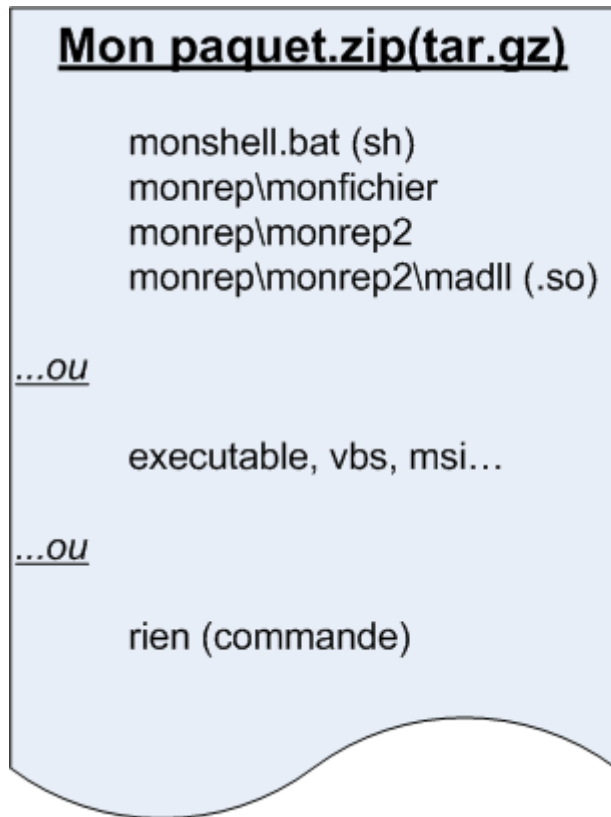 Mon paquet.zip(tar.gz)
monshell.bat (sh)
monrep\monfichier
monrep\monrep2
monrep\monrep2\madll (.so)
...ou
executable, vbs, msi...
...ou
rien (commande)